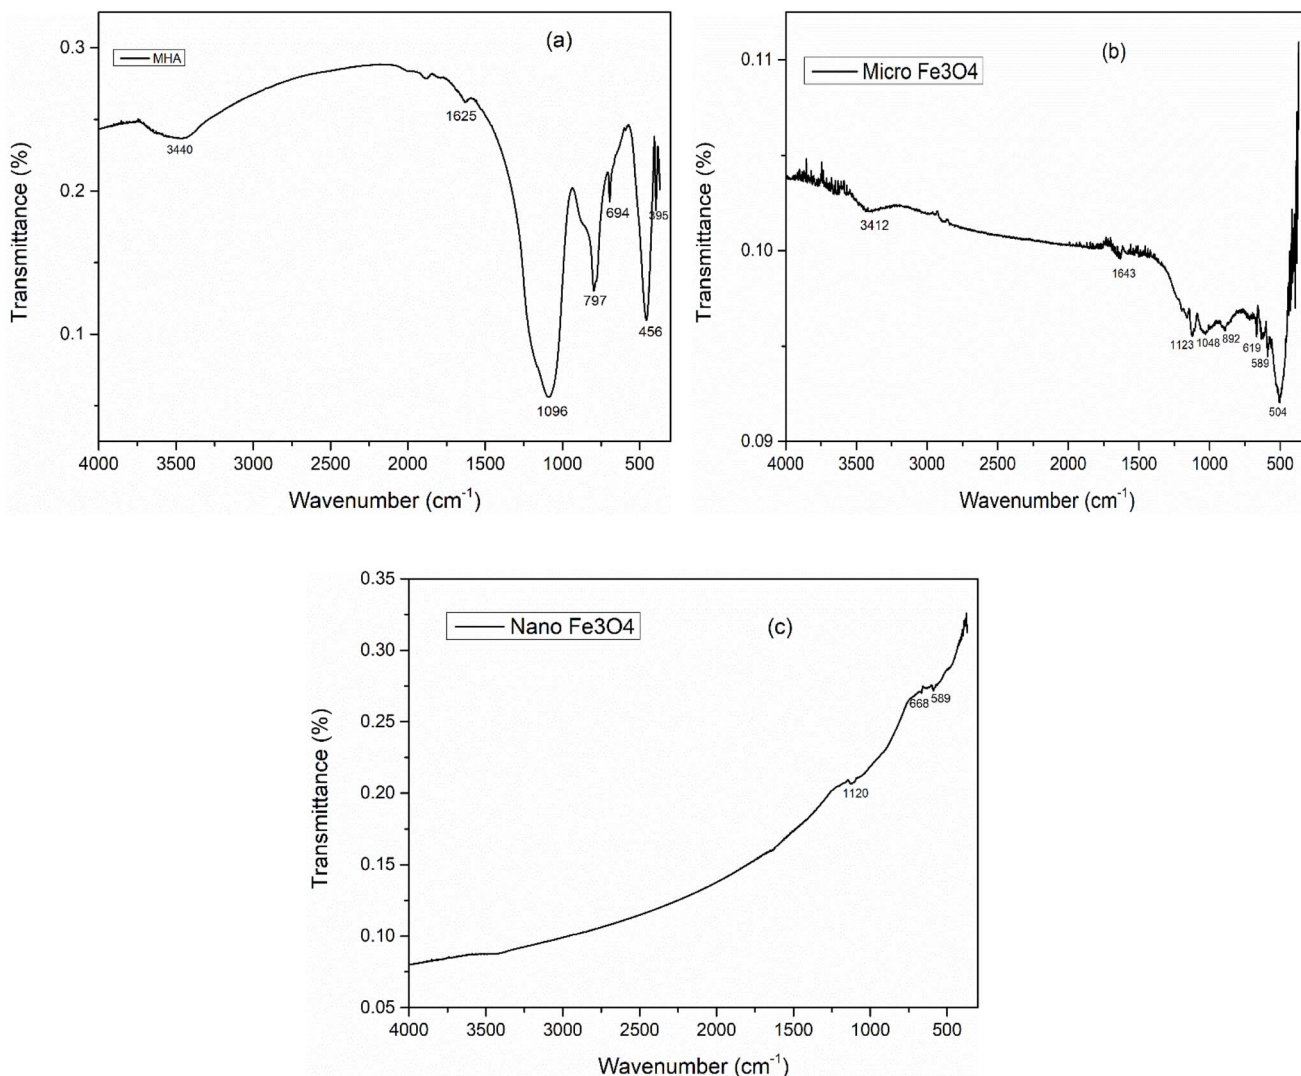 (a)
MHA
0.3
0.2
0.1
Transmittance (%)
3440
1625
1096
797
694
456
395
4000 3500 3000 2500 2000 1500 1000 500
Wavenumber (cm⁻¹)
(b)
Micro Fe3O4
0.11
0.10
0.09
Transmittance (%)
3412
1643
1123
1048
892
619
589
504
4000 3500 3000 2500 2000 1500 1000 500
Wavenumber (cm⁻¹)
(c)
Nano Fe3O4
0.35
0.30
0.25
0.20
0.15
0.10
0.05
Transmittance (%)
1120
668
589
4000 3500 3000 2500 2000 1500 1000 500
Wavenumber (cm⁻¹)